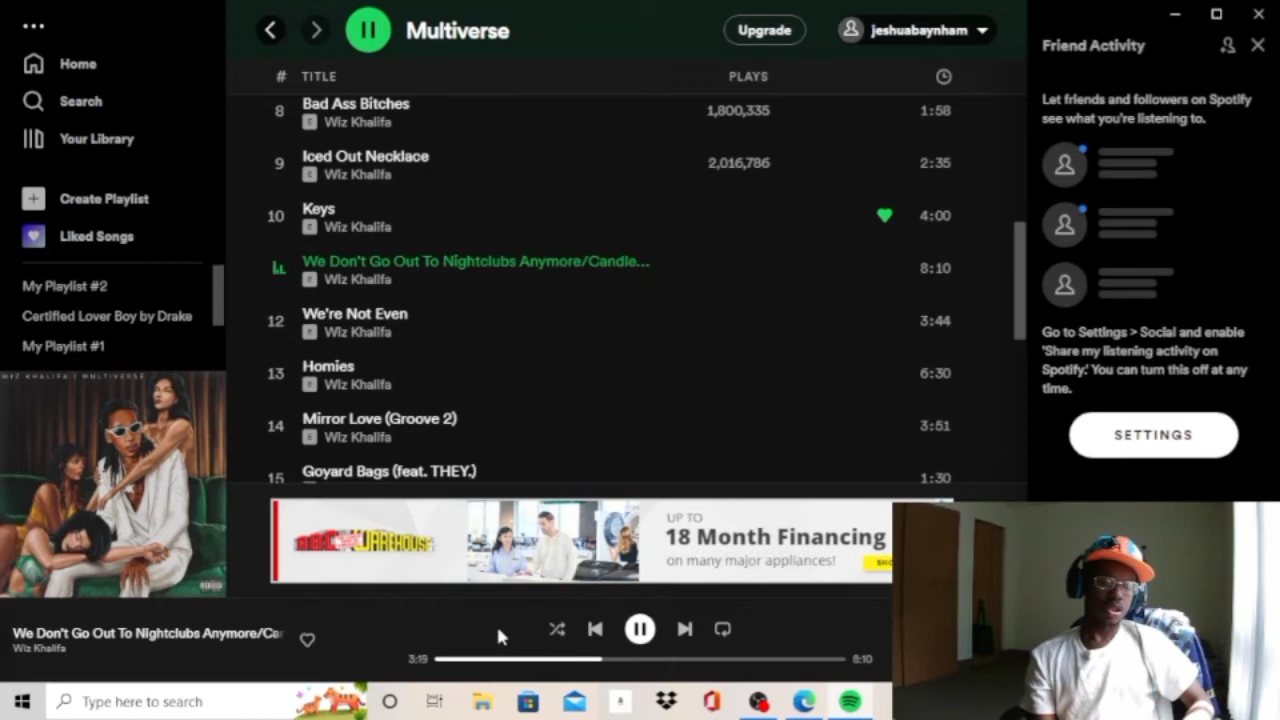 Multiverse
Upgrade
jeshuabaynham
Home
Search
Your Library
Create Playlist
Liked Songs
My Playlist #2
Certified Lover Boy by Drake
My Playlist #1
WIZ KHALIFA | MULTIVERSE
# TITLE PLAYS
8 Bad Ass Bitches 1,800,335 1:58
E Wiz Khalifa
9 Iced Out Necklace 2,016,786 2:35
E Wiz Khalifa
10 Keys 4:00
E Wiz Khalifa
We Don't Go Out To Nightclubs Anymore/Candle... 8:10
E Wiz Khalifa
12 We're Not Even 3:44
E Wiz Khalifa
13 Homies 6:30
E Wiz Khalifa
14 Mirror Love (Groove 2) 3:51
E Wiz Khalifa
15 Goyard Bags (feat. THEY.) 1:30
Friend Activity
Let friends and followers on Spotify
see what you're listening to.
Go to Settings > Social and enable
'Share my listening activity on
Spotify.' You can turn this off at any
time.
SETTINGS
ABC WAREHOUSE
UP TO
18 Month Financing
on many major appliances!
We Don't Go Out To Nightclubs Anymore/Ca
Wiz Khalifa
3:19 8:10
Type here to search